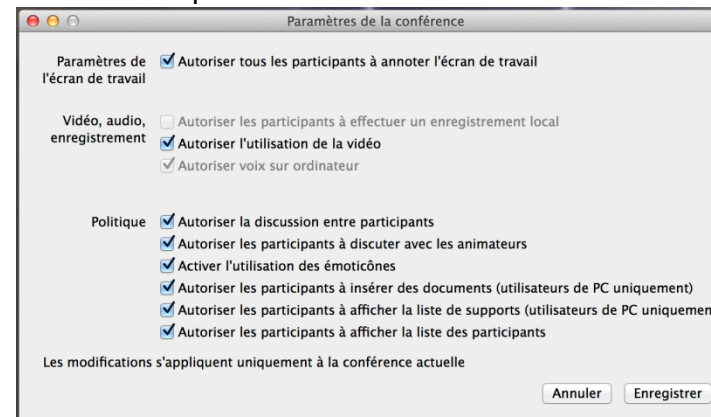 Paramètres de la conférence
Paramètres de l'écran de travail
Autoriser tous les participants à annoter l'écran de travail
Vidéo, audio, enregistrement
Autoriser les participants à effectuer un enregistrement local
Autoriser l'utilisation de la vidéo
Autoriser voix sur ordinateur
Politique
Autoriser la discussion entre participants
Autoriser les participants à discuter avec les animateurs
Activer l'utilisation des émoticônes
Autoriser les participants à insérer des documents (utilisateurs de PC uniquement)
Autoriser les participants à afficher la liste de supports (utilisateurs de PC
Autoriser les participants à afficher la liste des participants
Les modifications s'appliquent uniquement à la conférence actuelle
Annuler
Enregistrer